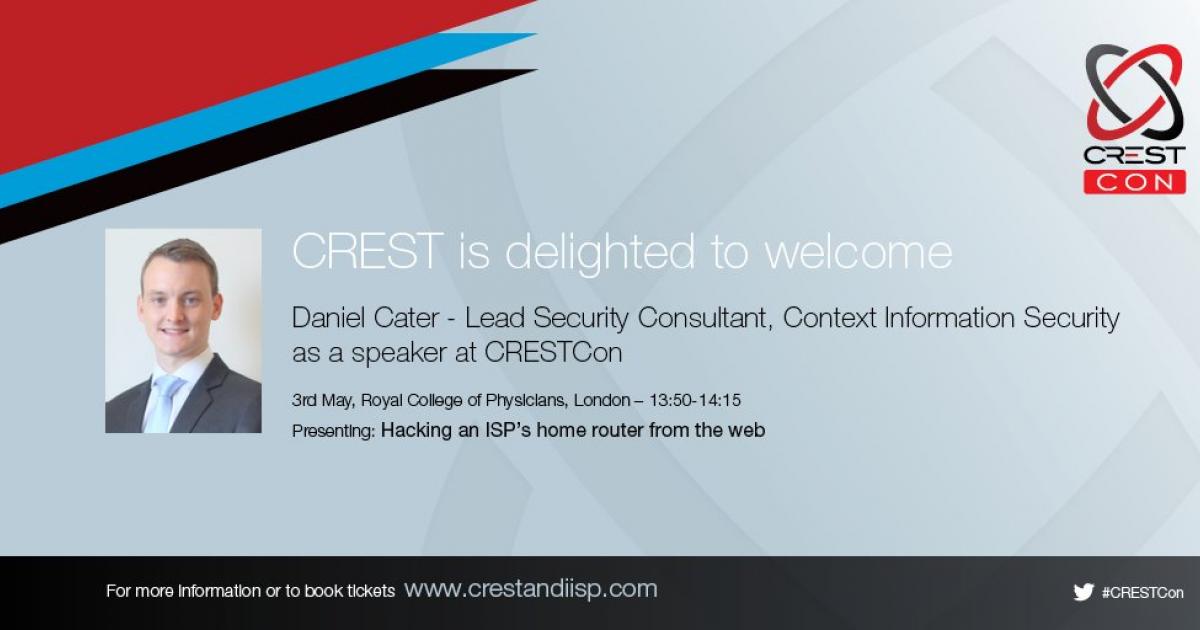 CREST
CON
CREST is delighted to welcome
Daniel Cater - Lead Security Consultant, Context Information Security
as a speaker at CRESTCon
3rd May, Royal College of Physicians, London – 13:50-14:15
Presenting: Hacking an ISP's home router from the web
For more information or to book tickets www.crestandiisp.com
#CRESTCon